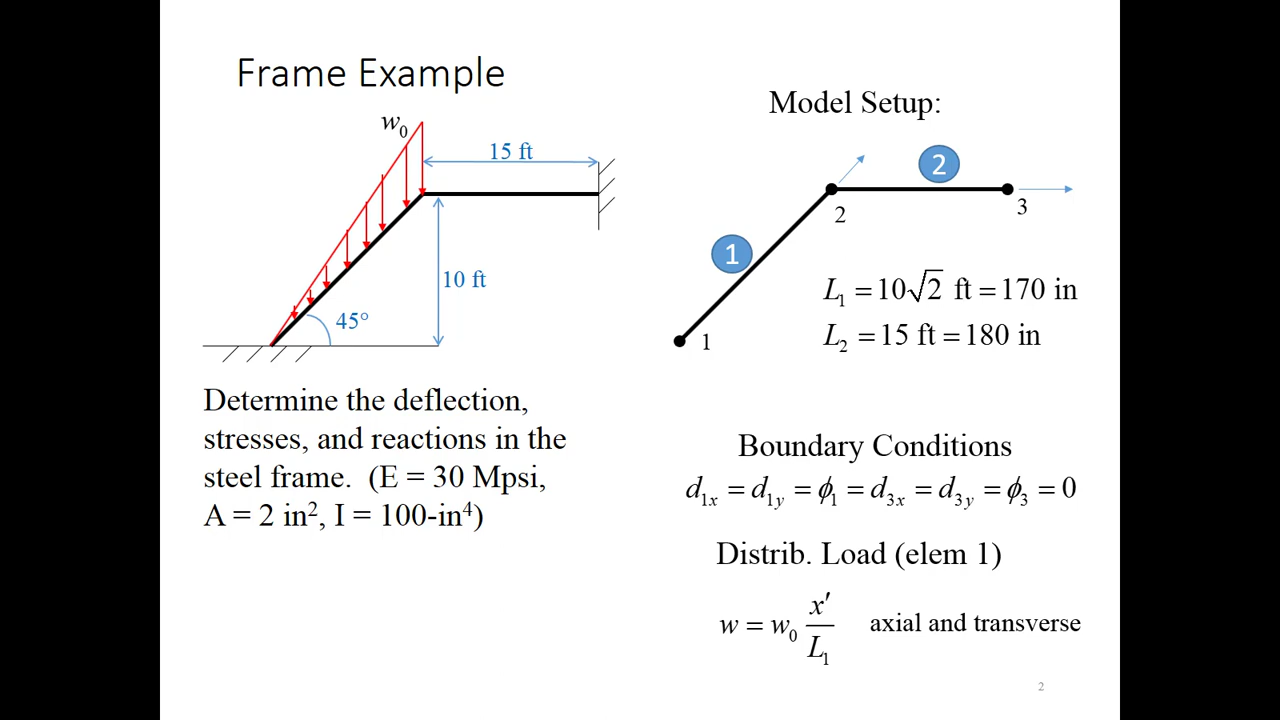 Frame Example
w₀
15 ft
10 ft
45°
Determine the deflection,
stresses, and reactions in the
steel frame. (E = 30 Mpsi,
A = 2 in², I = 100-in⁴)
Model Setup:
2
2
3
1
1
L₁ = 10√2 ft = 170 in
L₂ = 15 ft = 180 in
Boundary Conditions
d₁ₓ = d₁y = ϕ₁ = d₃ₓ = d₃y = ϕ₃ = 0
Distrib. Load (elem 1)
w = w₀ x′/L₁ axial and transverse
2